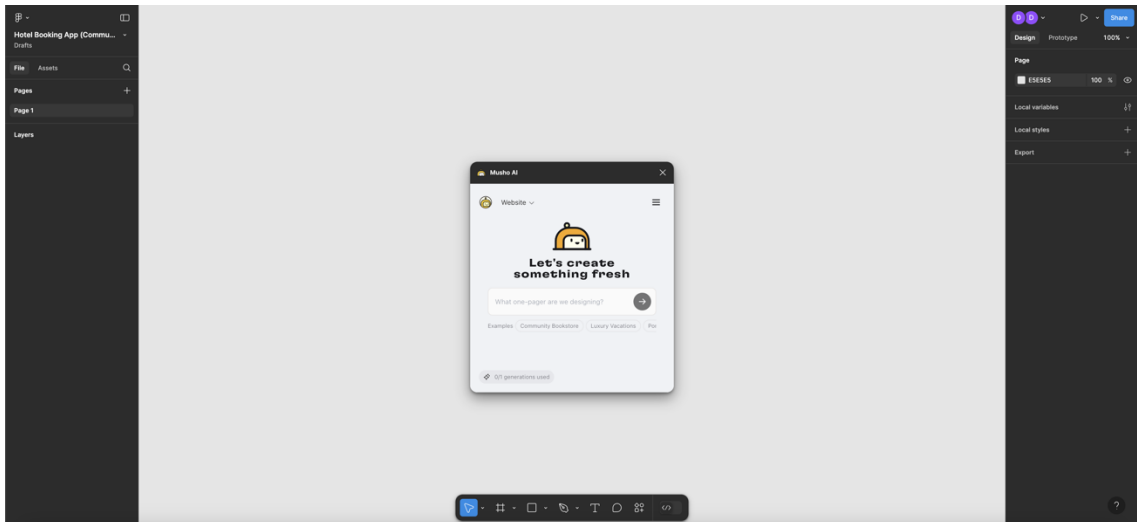 Hotel Booking App (Commu...
Drafts
File Assets
Pages
Page 1
Layers
Musho AI
Website
Let's create
something fresh
What one-pager are we designing?
Examples Community Bookstore Luxury Vacations Por
0/1 generations used
D D
Share
Design Prototype 100%
Page
E5E5E5 100 %
Local variables
Local styles
Export
?